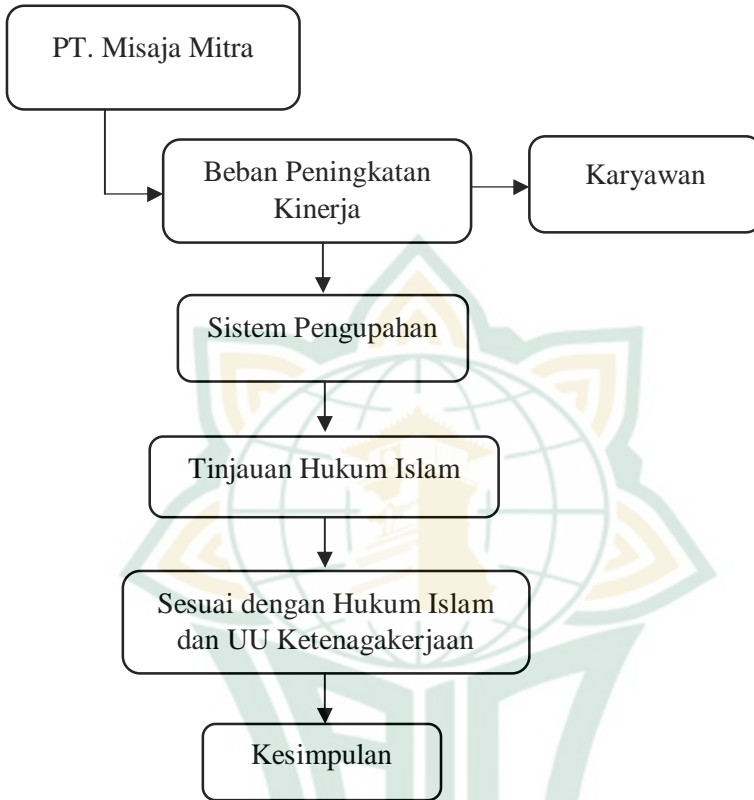 PT. Misaja Mitra
Beban Peningkatan
Kinerja
Karyawan
Sistem Pengupahan
Tinjauan Hukum Islam
Sesuai dengan Hukum Islam
dan UU Ketenagakerjaan
Kesimpulan